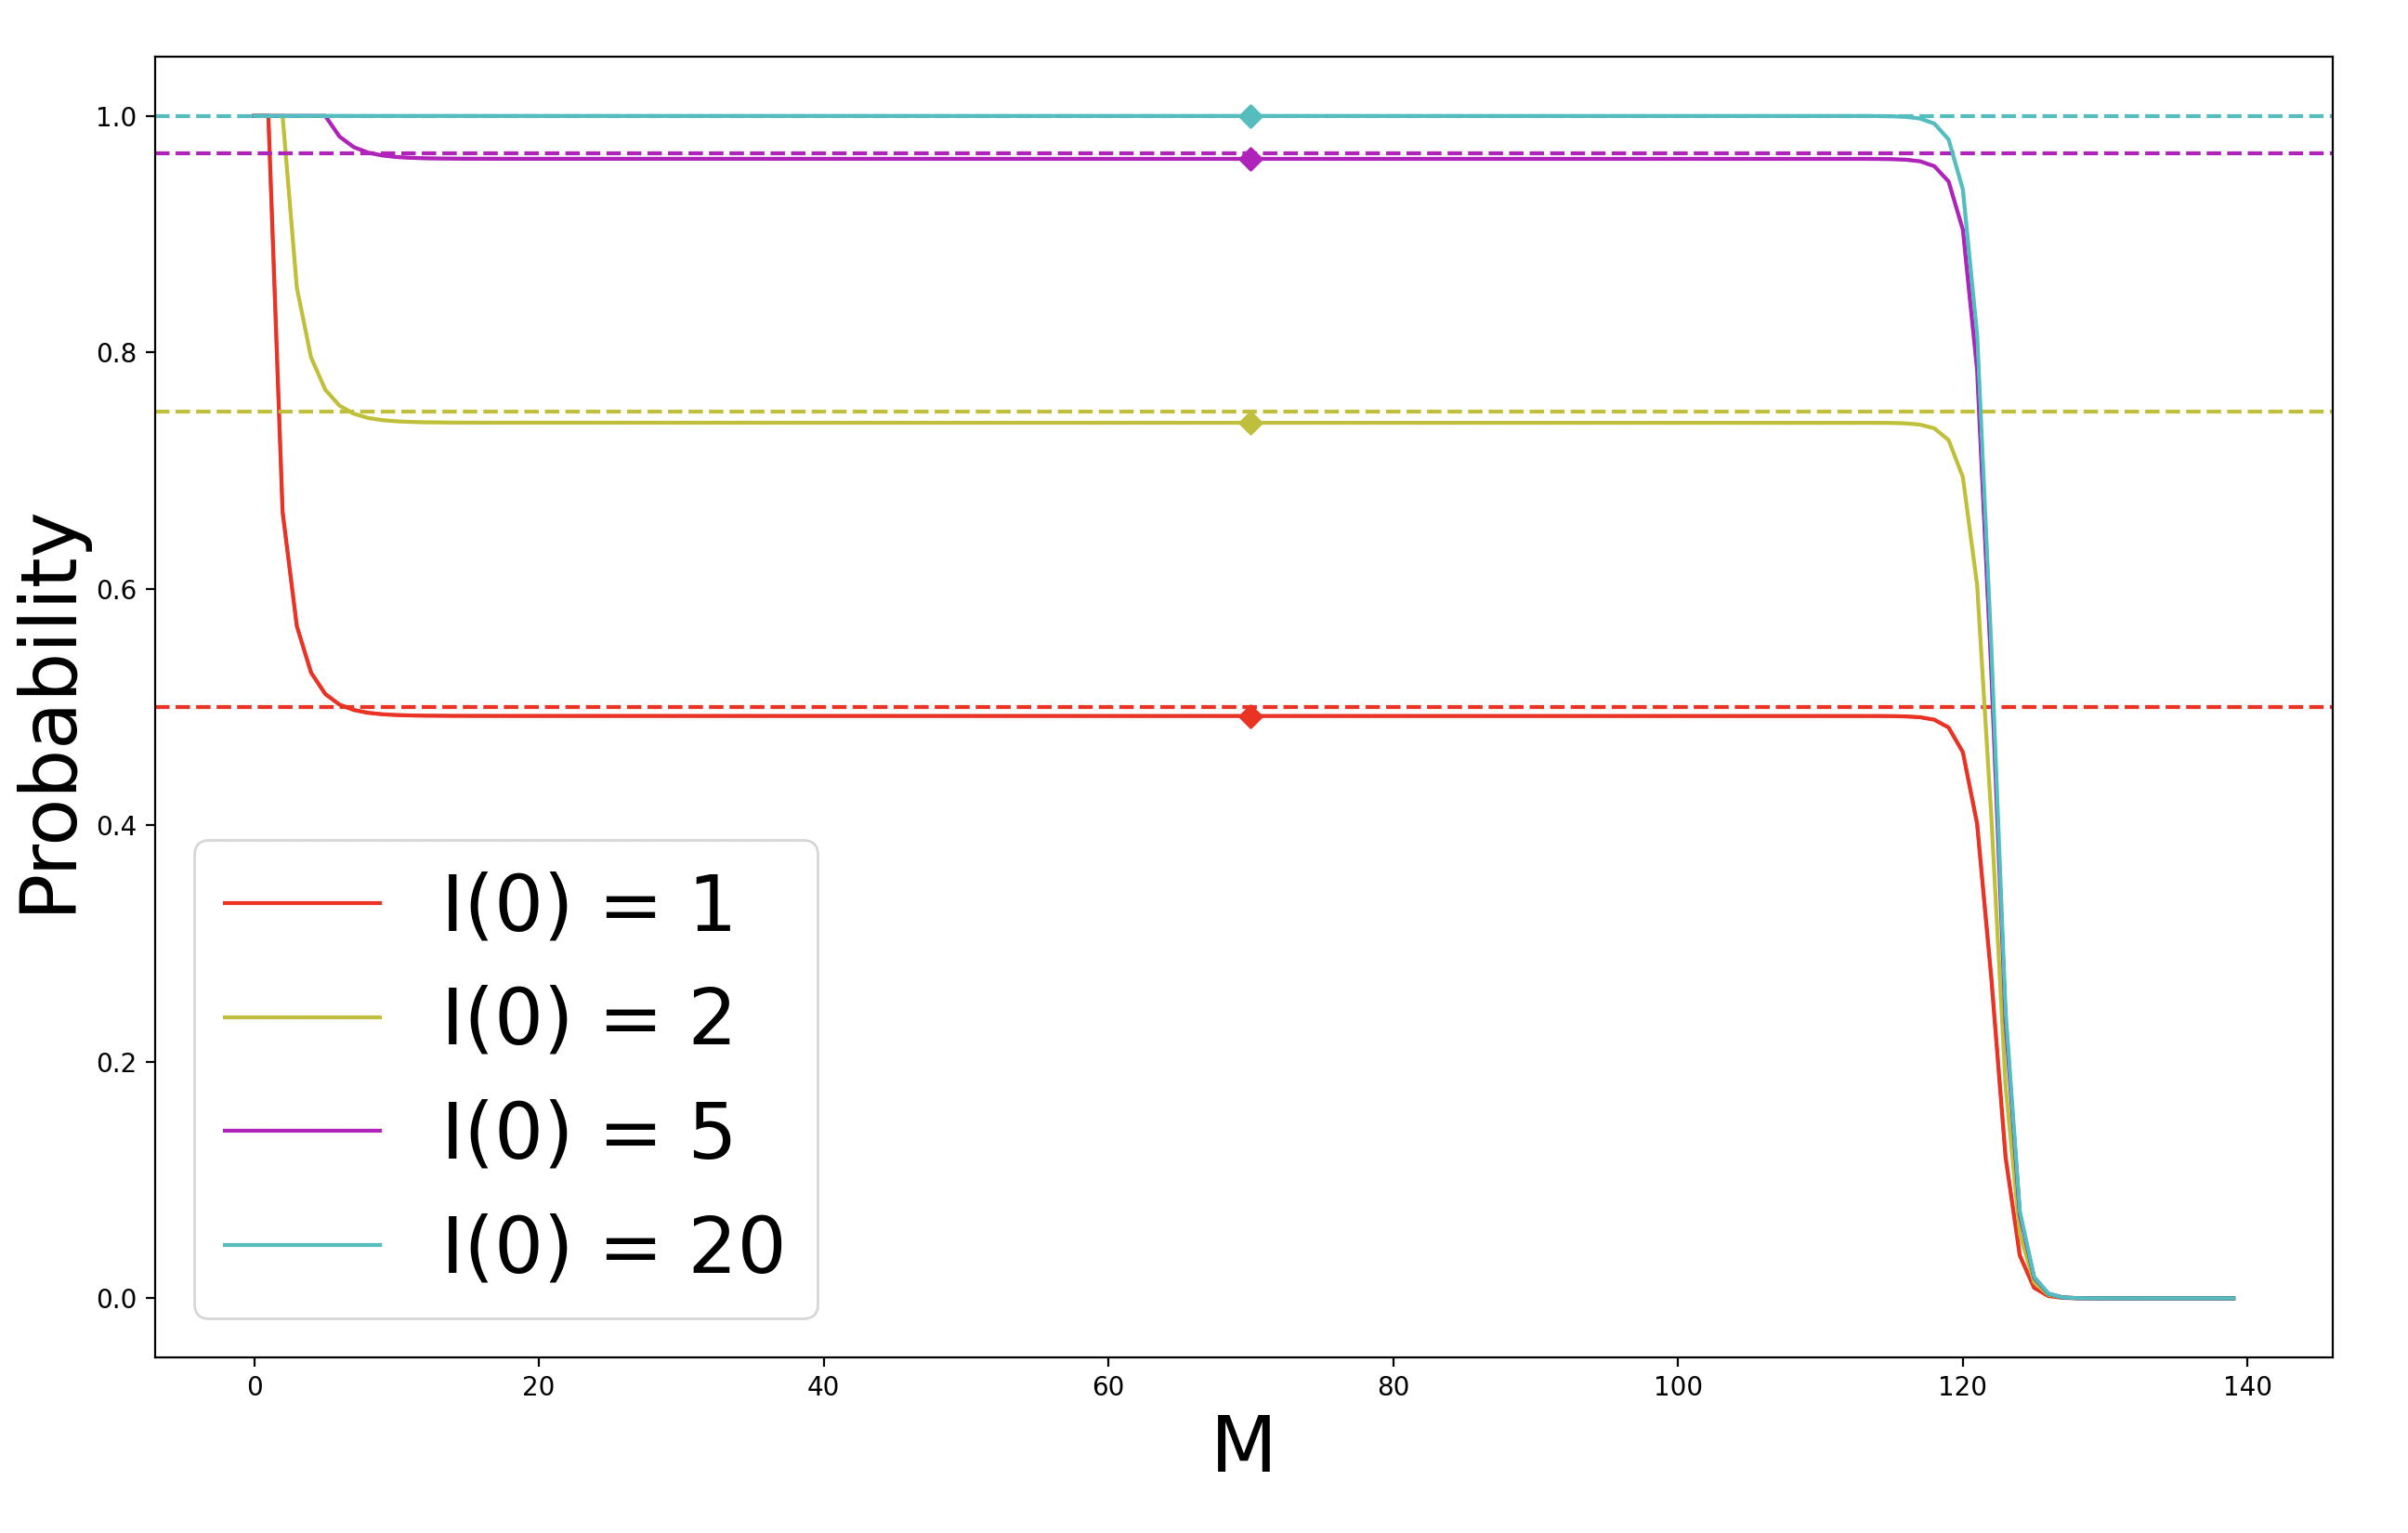 Probability
1.0
0.8
0.6
0.4
0.2
0.0
I(0) = 1
I(0) = 2
I(0) = 5
I(0) = 20
0 20 40 60 80 100 120 140
M